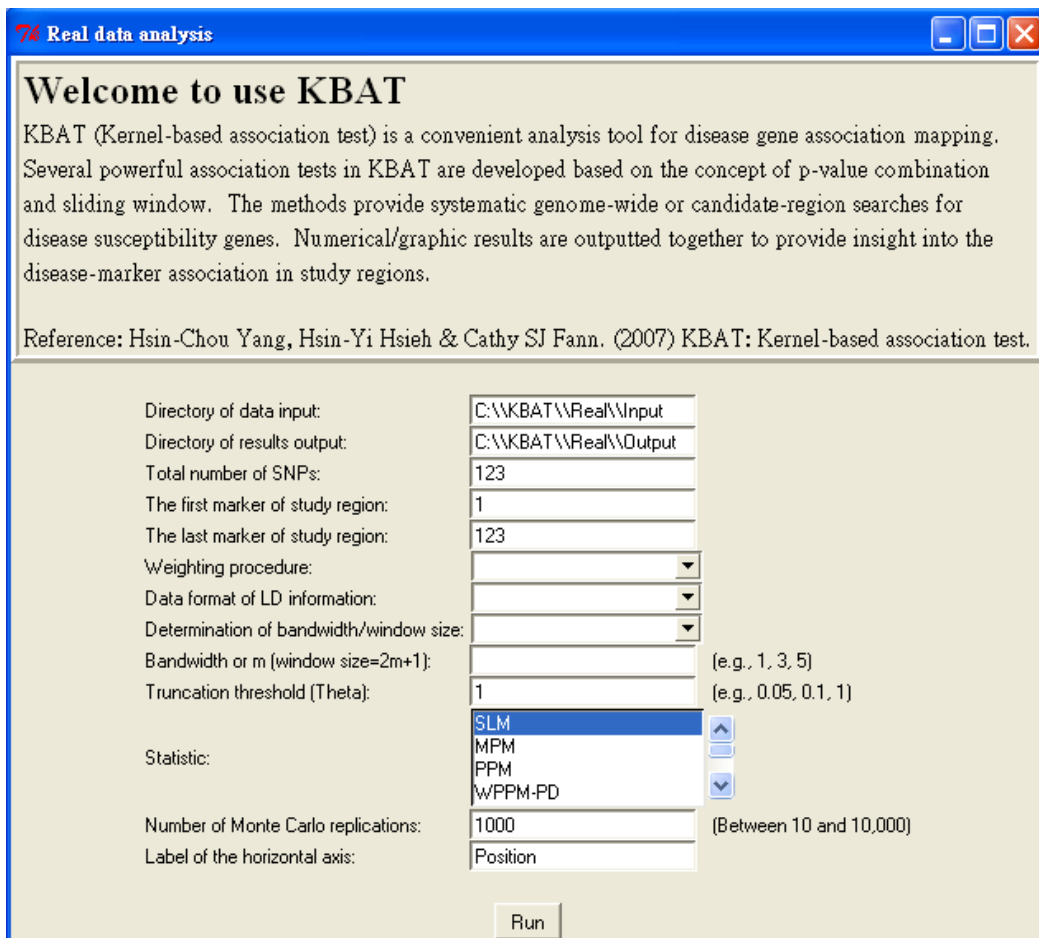 Real data analysis
Welcome to use KBAT
KBAT (Kernel-based association test) is a convenient analysis tool for disease gene association mapping.
Several powerful association tests in KBAT are developed based on the concept of p-value combination
and sliding window.  The methods provide systematic genome-wide or candidate-region searches for
disease susceptibility genes.  Numerical/graphic results are outputted together to provide insight into the
disease-marker association in study regions.
Reference: Hsin-Chou Yang, Hsin-Yi Hsieh & Cathy SJ Fann. (2007) KBAT: Kernel-based association test.
Directory of data input: C:\\KBAT\\Real\\Input
Directory of results output: C:\\KBAT\\Real\\Output
Total number of SNPs: 123
The first marker of study region: 1
The last marker of study region: 123
Weighting procedure:
Data format of LD information:
Determination of bandwidth/window size:
Bandwidth or m (window size=2m+1): (e.g., 1, 3, 5)
Truncation threshold (Theta): 1 (e.g., 0.05, 0.1, 1)
Statistic:
SLM
MPM
PPM
WPPM-PD
Number of Monte Carlo replications: 1000 (Between 10 and 10,000)
Label of the horizontal axis: Position
Run